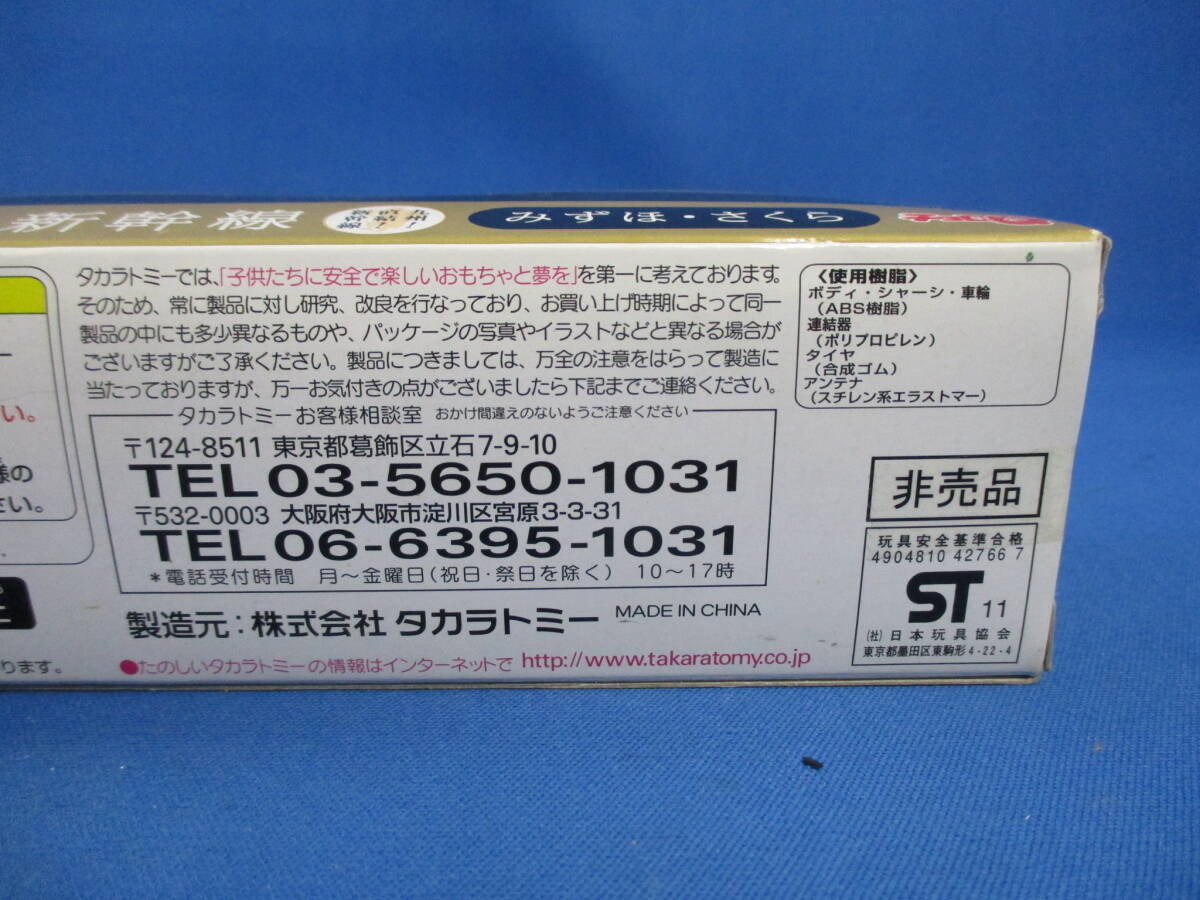 新幹線
九州!
直結!
新幹線
みずほ・さくら
タカラトミーでは、「子供たちに安全で楽しいおもちゃと夢を」を第一に考えております。
そのため、常に製品に対し研究、改良を行なっており、お買い上げ時期によって同一
製品の中にも多少異なるものや、パッケージの写真やイラストなどと異なる場合が
ございますがご了承ください。製品につきましては、万全の注意をはらって製造に
当たっておりますが、万一お気付きの点がございましたら下記までご連絡ください。
タカラトミーお客様相談室 おかけ間違えのないようご注意ください
〒124-8511 東京都葛飾区立石7-9-10
TEL 03-5650-1031
〒532-0003 大阪府大阪市淀川区宮原3-3-31
TEL 06-6395-1031
*電話受付時間 月〜金曜日(祝日・祭日を除く) 10〜17時
製造元:株式会社 タカラトミー MADE IN CHINA
●たのしいタカラトミーの情報はインターネットで http://www.takaratomy.co.jp
〈使用樹脂〉
ボディ・シャーシ・車輪
(ABS樹脂)
連結器
(ポリプロピレン)
タイヤ
(合成ゴム)
アンテナ
(スチレン系エラストマー)
非売品
玩具安全基準合格
4904810 42766 7
ST 11
(社)日本玩具協会
東京都墨田区東駒形4-22-4
い。
様の
さい。
ります。